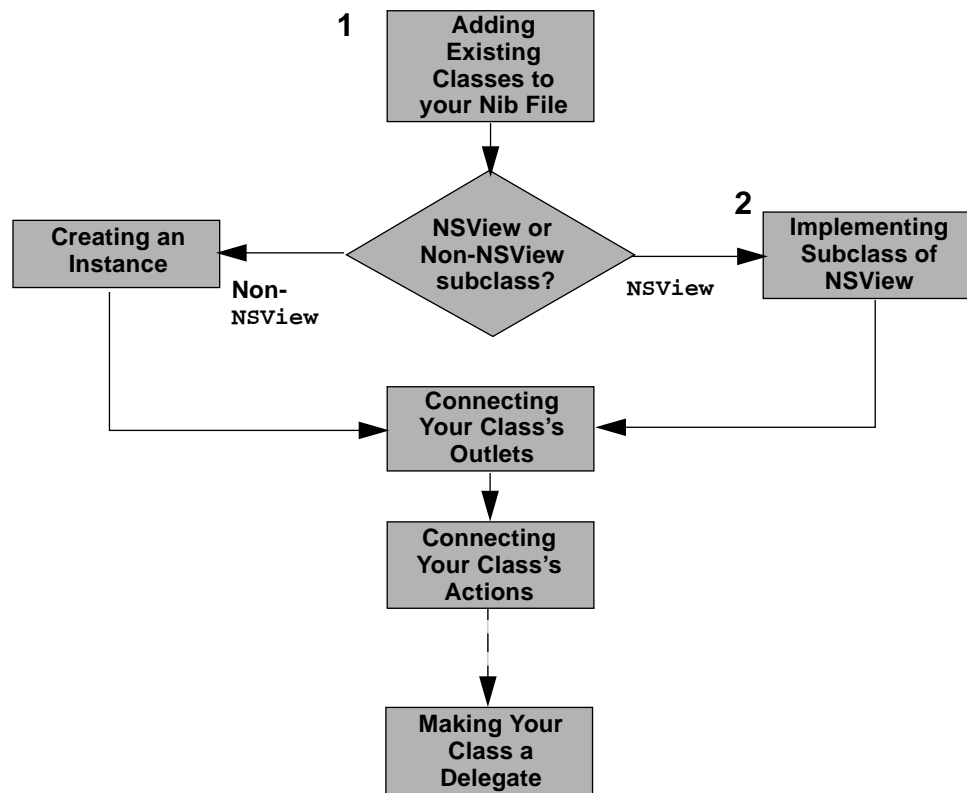 1
Adding
Existing
Classes to
your Nib File
NSView or
Non-NSView
subclass?
Creating an
Instance
Non-
NSView
NSView
2
Implementing
Subclass of
NSView
Connecting
Your Class’s
Outlets
Connecting
Your Class’s
Actions
Making Your
Class a
Delegate